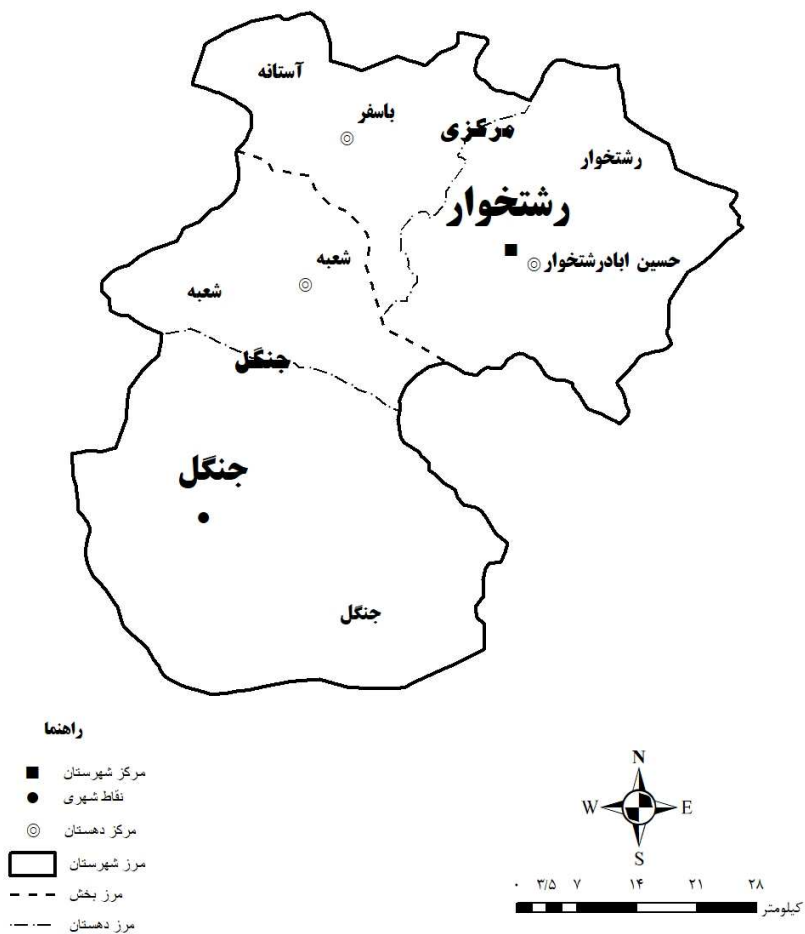 آستانه
باسفر
مرکزی
رشتخوار
رشتخوار
حسین ابادرشتخوار
شعبه
شعبه
جنگل
جنگل
جنگل
راهنما
مرکز شهرستان
نقاط شهری
مرکز دهستان
مرز شهرستان
مرز بخش
مرز دهستان
N
W E
S
۰ ۳/۵ ۷ ۱۴ ۲۱ ۲۸
کیلومتر